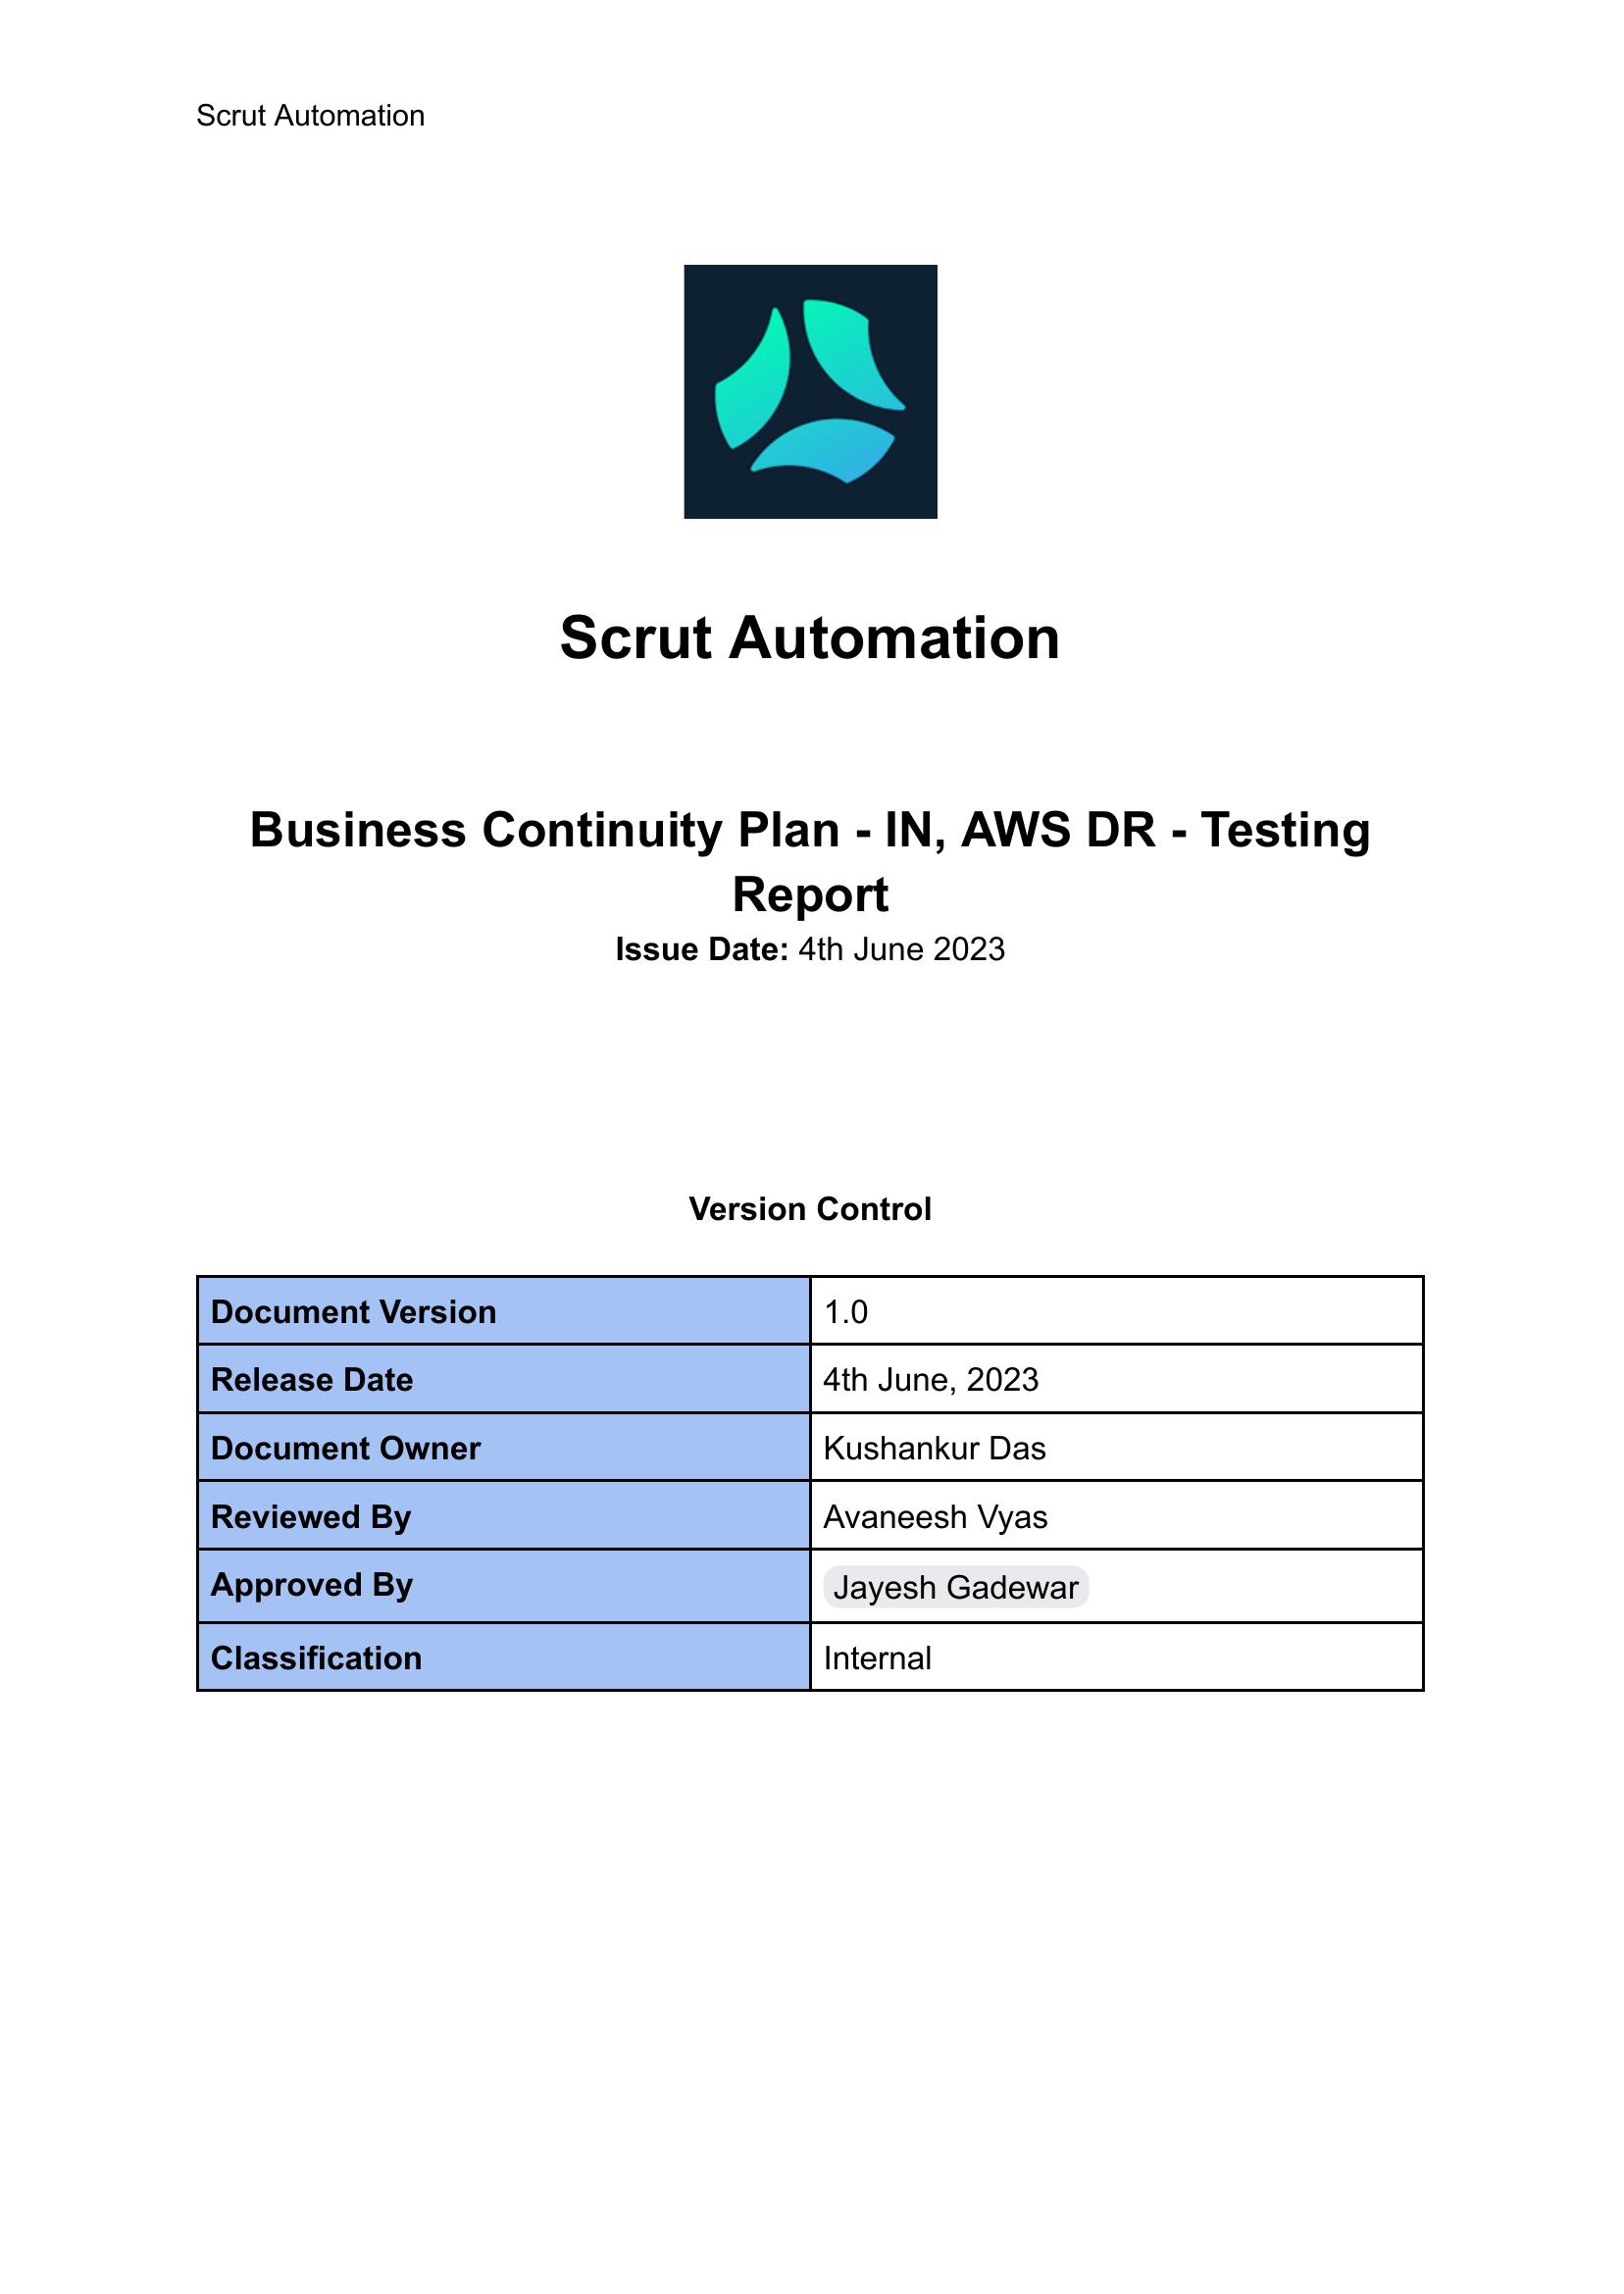 Scrut Automation
Scrut Automation
Business Continuity Plan - IN, AWS DR - Testing
Report
Issue Date: 4th June 2023
Version Control
Document Version 1.0
Release Date 4th June, 2023
Document Owner Kushankur Das
Reviewed By Avaneesh Vyas
Approved By Jayesh Gadewar
Classification Internal